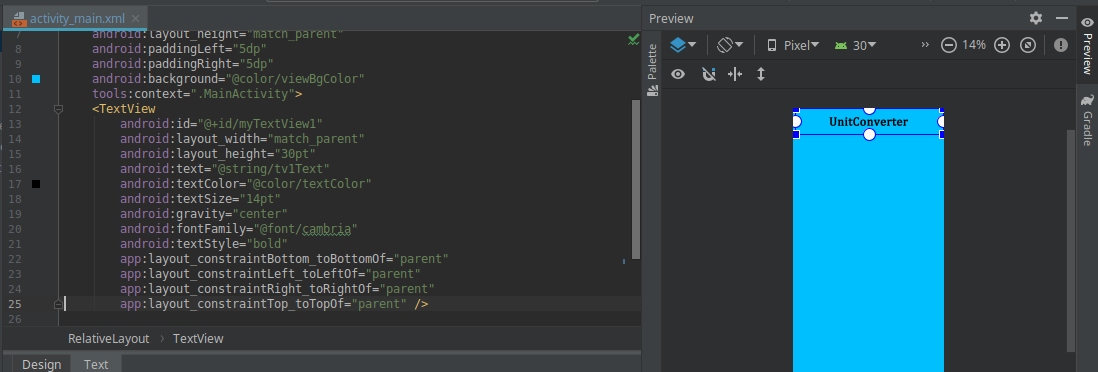 activity_main.xml
Preview
7 android:layout_height="match_parent"
8 android:paddingLeft="5dp"
9 android:paddingRight="5dp"
10 android:background="@color/viewBgColor"
11 tools:context=".MainActivity">
12 <TextView
13 android:id="@+id/myTextView1"
14 android:layout_width="match_parent"
15 android:layout_height="30pt"
16 android:text="@string/tv1Text"
17 android:textColor="@color/textColor"
18 android:textSize="14pt"
19 android:gravity="center"
20 android:fontFamily="@font/cambria"
21 android:textStyle="bold"
22 app:layout_constraintBottom_toBottomOf="parent"
23 app:layout_constraintLeft_toLeftOf="parent"
24 app:layout_constraintRight_toRightOf="parent"
25 app:layout_constraintTop_toTopOf="parent" />
26
RelativeLayout › TextView
Design Text
Palette
Pixel 30 » 14%
UnitConverter
Preview
Gradle